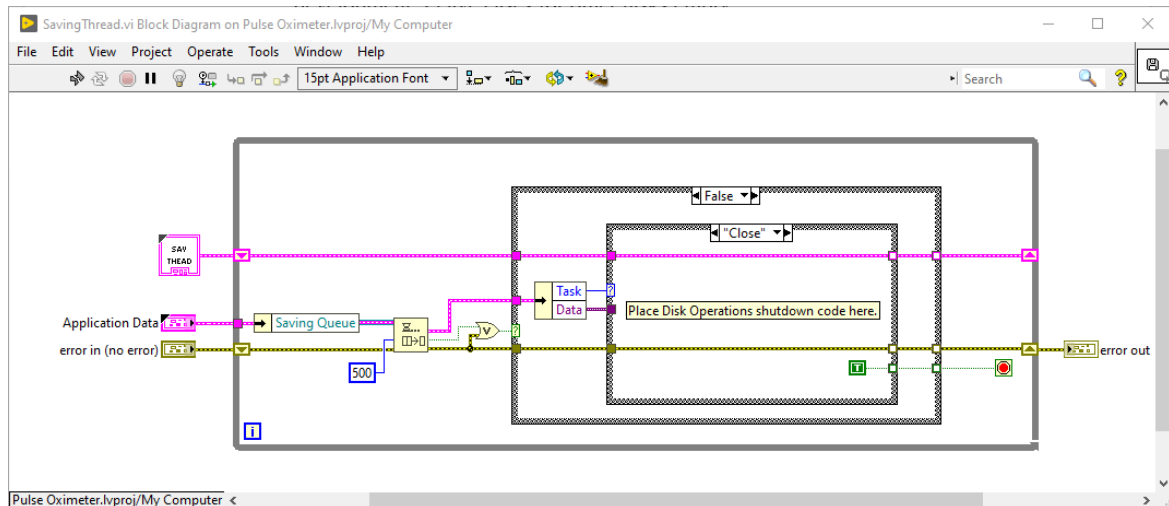 SavingThread.vi Block Diagram on Pulse Oximeter.lvproj/My Computer
File Edit View Project Operate Tools Window Help
15pt Application Font
Search
False
"Close"
SAV
THEAD
Task
Data
Place Disk Operations shutdown code here.
Application Data
Saving Queue
error in (no error)
error out
500
T
i
Pulse Oximeter.lvproj/My Computer